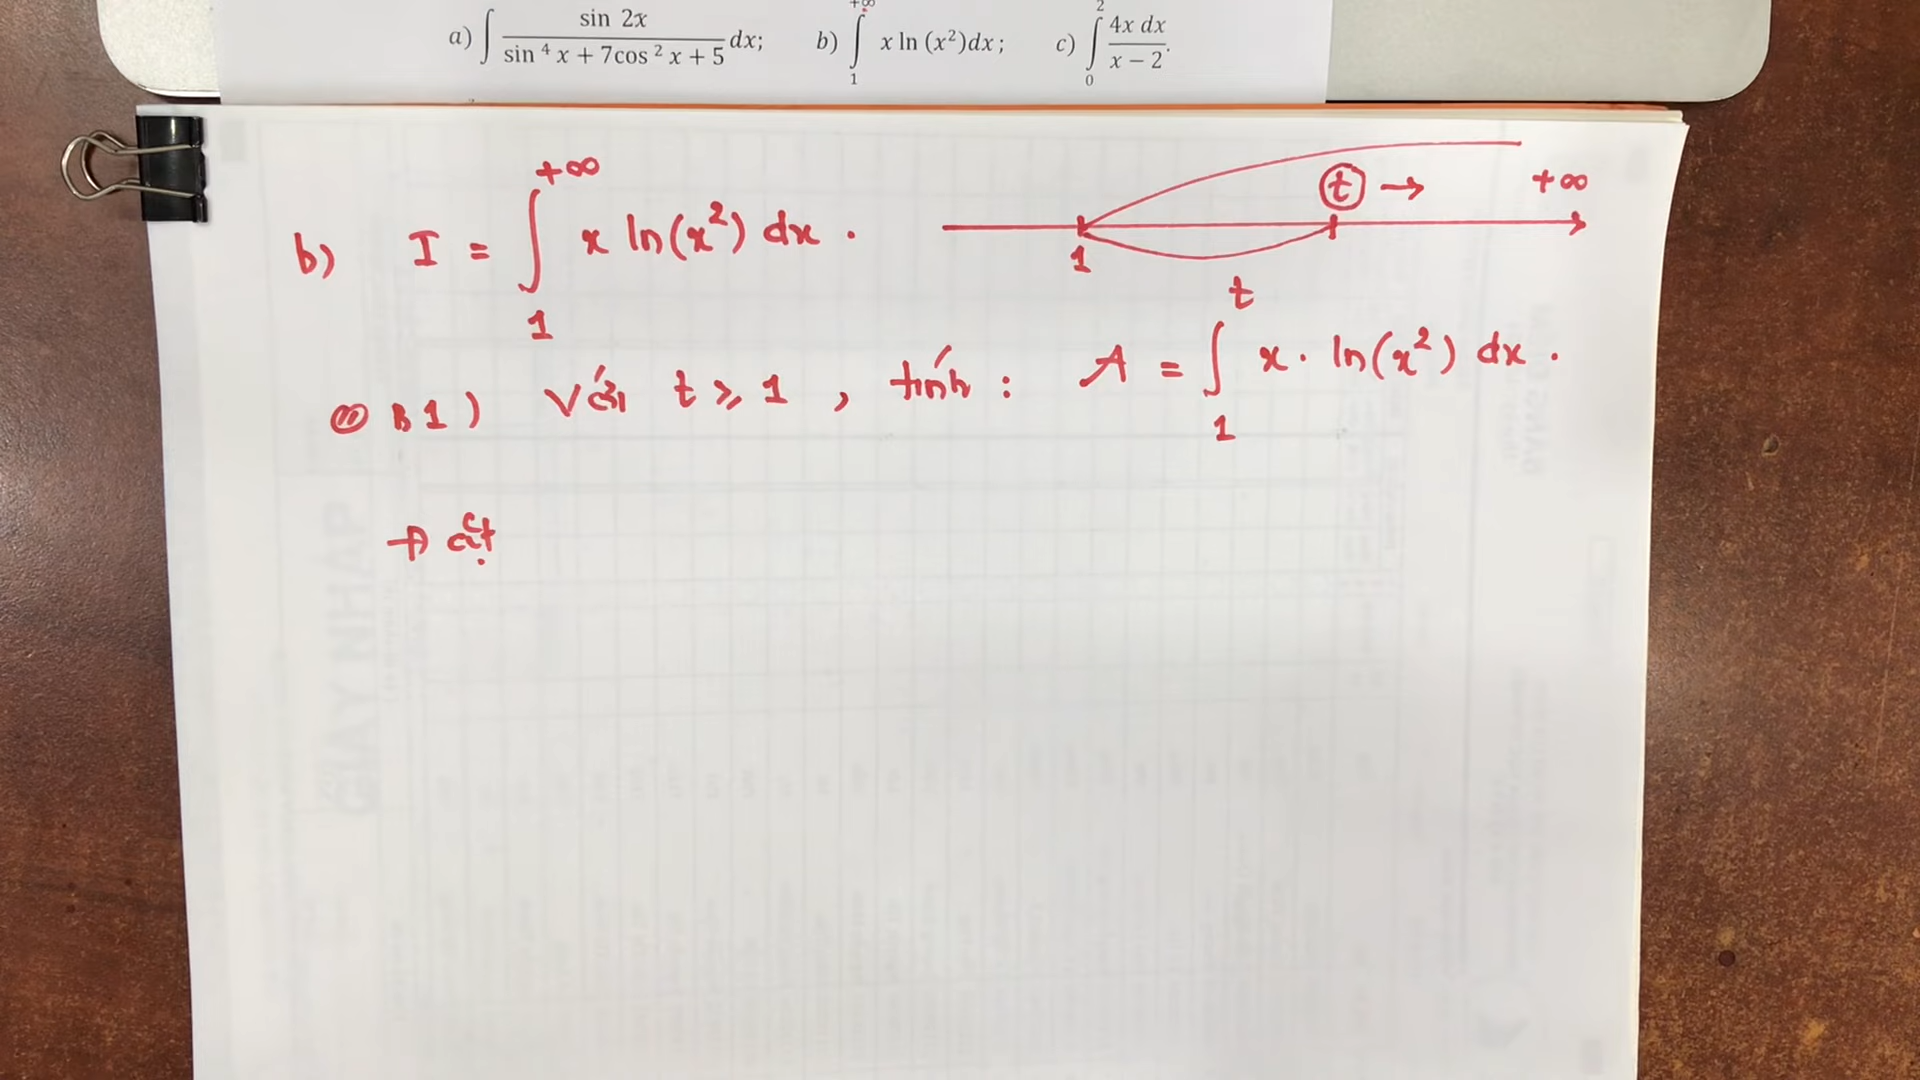 a) ∫ sin 2x / (sin⁴x + 7cos²x + 5) dx; b) ∫₁^{+∞} x ln (x²)dx; c) ∫₀² 4x dx / (x − 2).
b) I = ∫₁^{+∞} x ln(x²) dx .
1 t → +∞
B1) Với t ≥ 1, tính: A = ∫₁^t x. ln(x²) dx .